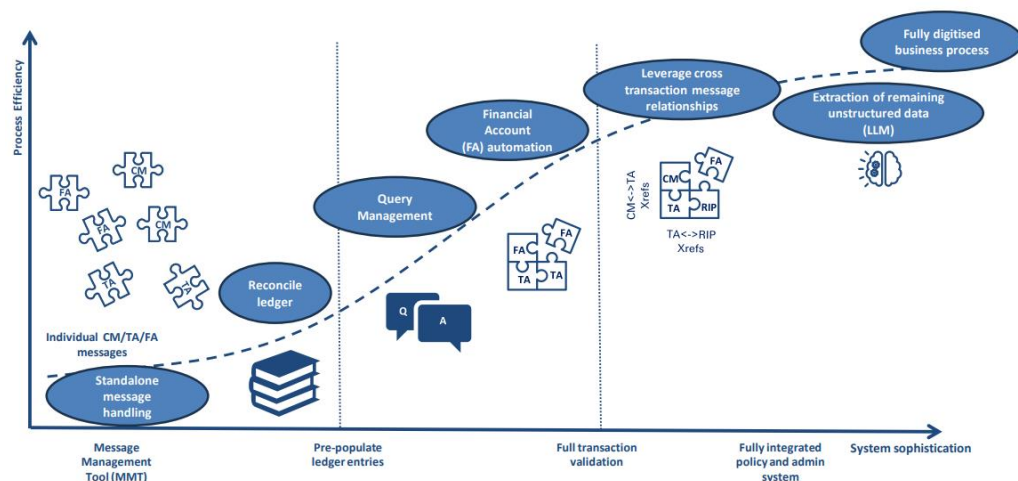 Process Efficiency
Fully digitised
business process
Leverage cross
transaction message
relationships
Extraction of remaining
unstructured data
(LLM)
Financial
Account
(FA) automation
Query
Management
Reconcile
ledger
Standalone
message
handling
Individual CM/TA/FA
messages
FA
CM
FA
CM
TA
TA
Q
A
FA
FA
TA
TA
CM<->TA
Xrefs
CM
FA
TA
RIP
TA<->RIP
Xrefs
Message
Management
Tool (MMT)
Pre-populate
ledger entries
Full transaction
validation
Fully integrated
policy and admin
system
System sophistication